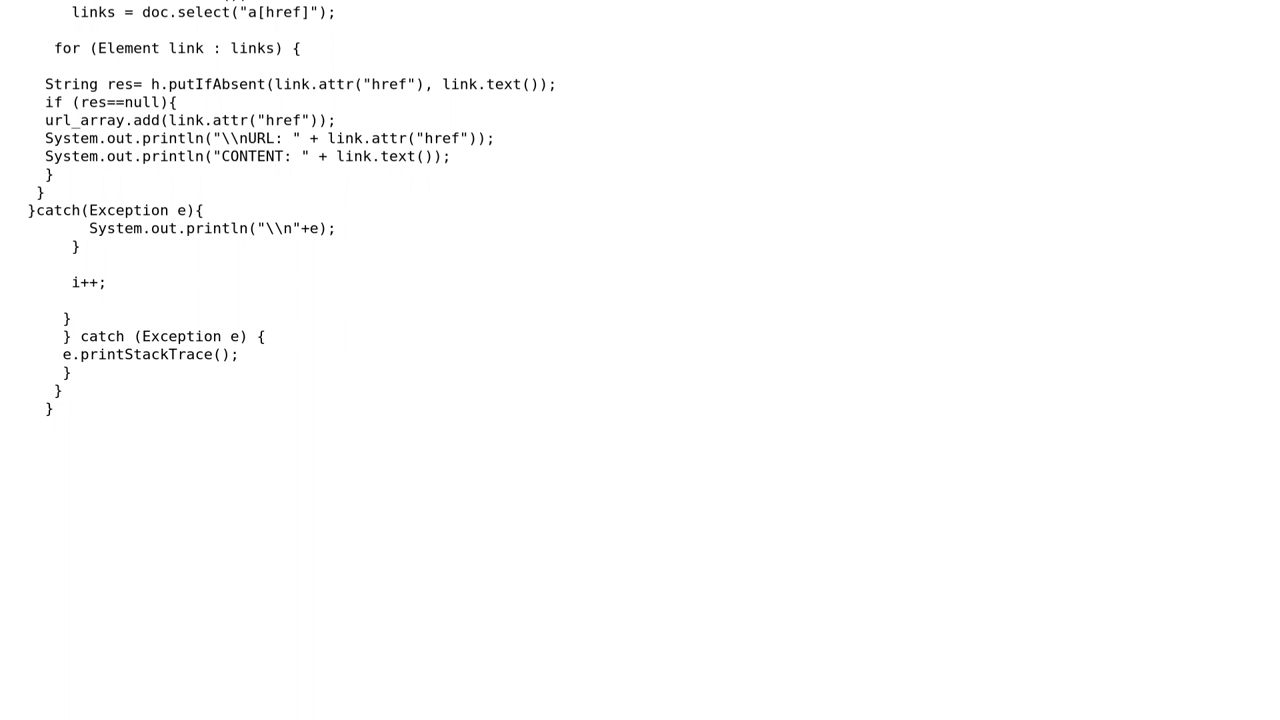 links = doc.select("a[href]");
for (Element link : links) {
String res= h.putIfAbsent(link.attr("href"), link.text());
if (res==null){
url_array.add(link.attr("href"));
System.out.println("\\nURL: " + link.attr("href"));
System.out.println("CONTENT: " + link.text());
}
}
}catch(Exception e){
System.out.println("\\n"+e);
}
i++;
}
} catch (Exception e) {
e.printStackTrace();
}
}
}